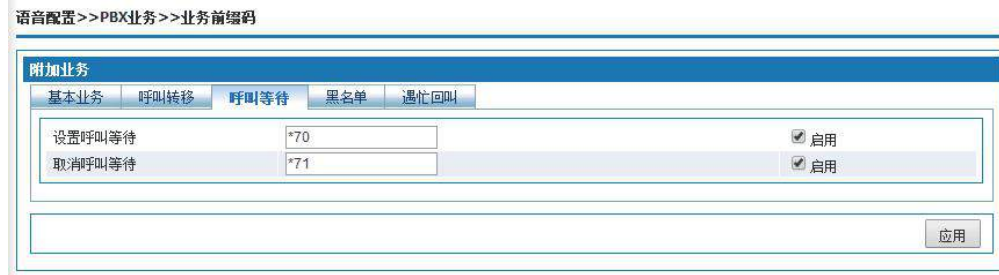 语音配置>>PBX业务>>业务前缀码
附加业务
基本业务 呼叫转移 呼叫等待 黑名单 遇忙回叫
设置呼叫等待 *70 启用
取消呼叫等待 *71 启用
应用